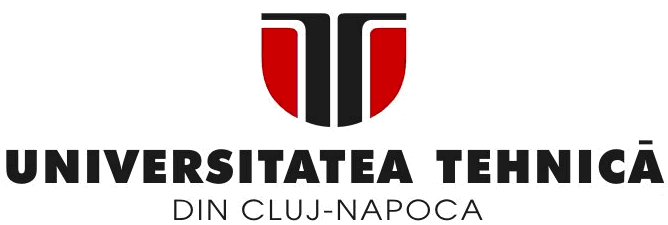 UNIVERSITATEA TEHNICĂ
DIN CLUJ-NAPOCA